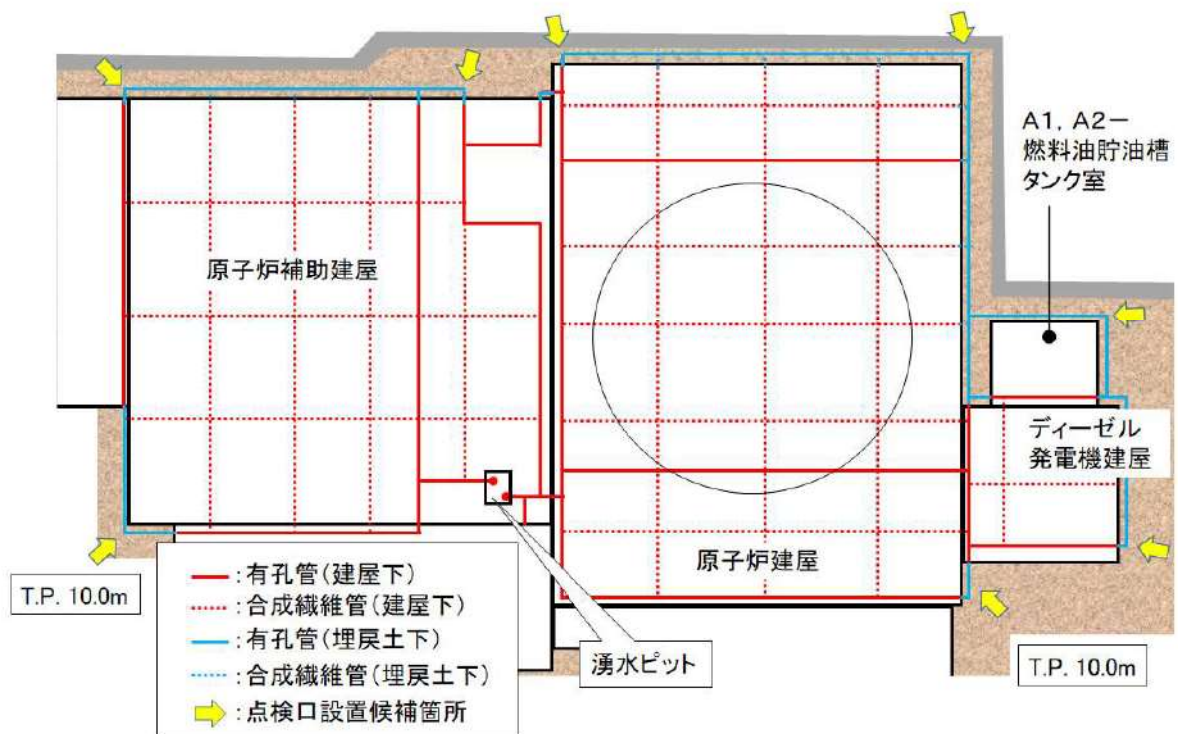 A1, A2－
燃料油貯油槽
タンク室
原子炉補助建屋
ディーゼル
発電機建屋
原子炉建屋
T.P. 10.0m
：有孔管(建屋下)
：合成繊維管(建屋下)
：有孔管(埋戻土下)
：合成繊維管(埋戻土下)
：点検口設置候補箇所
湧水ピット
T.P. 10.0m